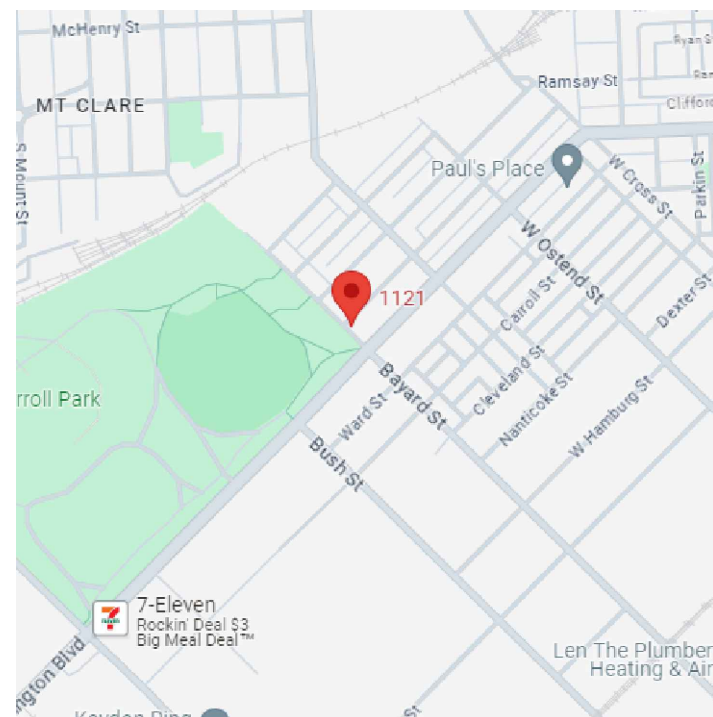 McHenry St
MT CLARE
S Mount St
Ramsay St
Ryan S
Ran
Cliffor
Paul's Place
W Cross St
Parkin St
W Ostend St
1121
Carroll St
Dexter St
rroll Park
Bayard St
Cleveland St
Ward St
Nanticoke St
W Hamburg St
Bush St
7-Eleven
Rockin' Deal $3
Big Meal Deal™
ngton Blvd
Len The Plumber
Heating & Air
St